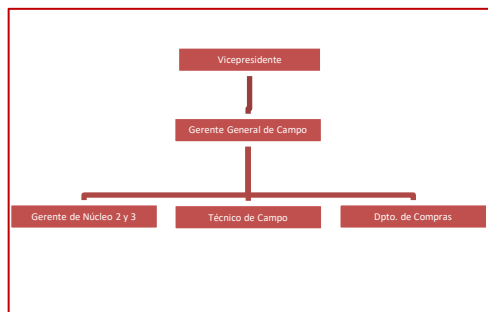 Vicepresidente
Gerente General de Campo
Gerente de Núcleo 2 y 3
Técnico de Campo
Dpto. de Compras